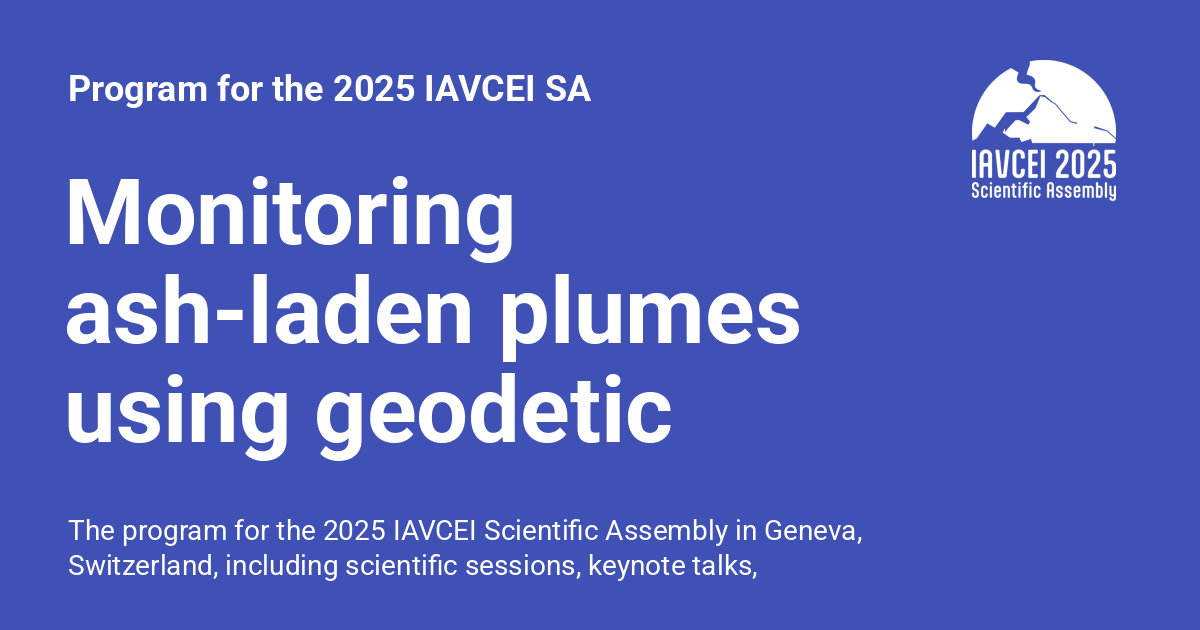 Program for the 2025 IAVCEI SA
IAVCEI 2025
Scientific Assembly
Monitoring
ash-laden plumes
using geodetic
The program for the 2025 IAVCEI Scientific Assembly in Geneva,
Switzerland, including scientific sessions, keynote talks,